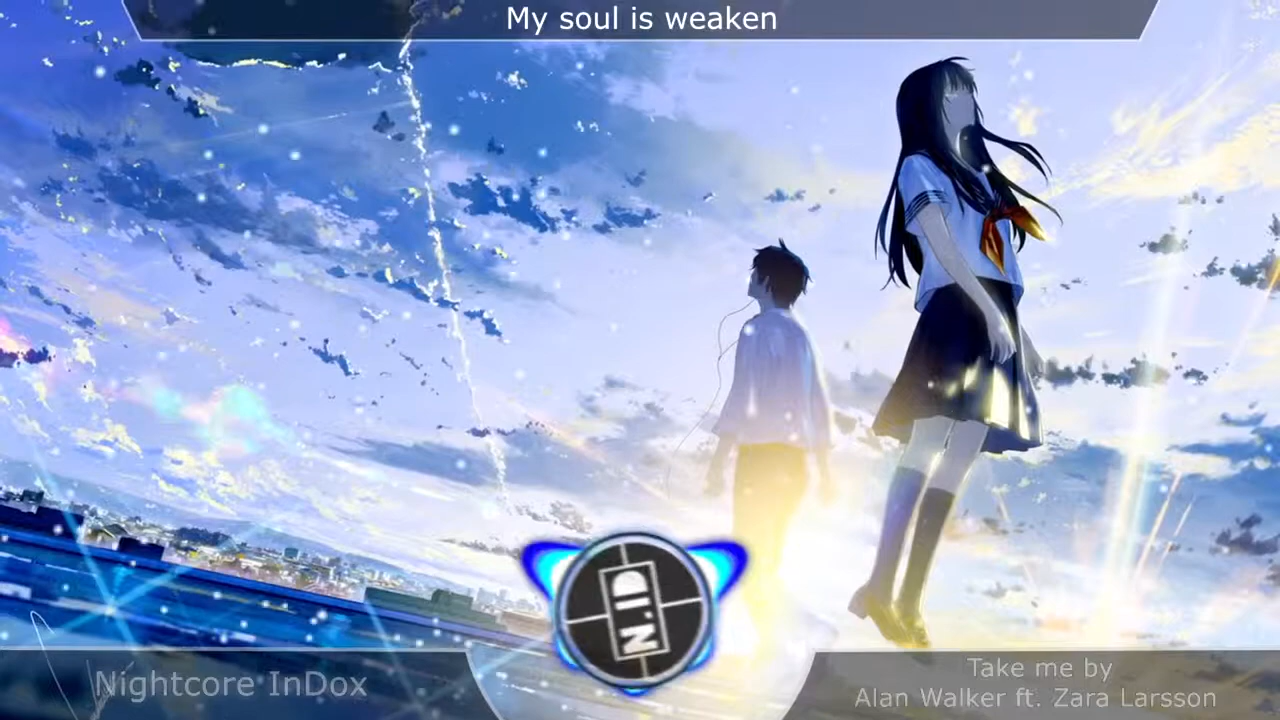 My soul is weaken
N.ID
Nightcore InDox
Take me by
Alan Walker ft. Zara Larsson